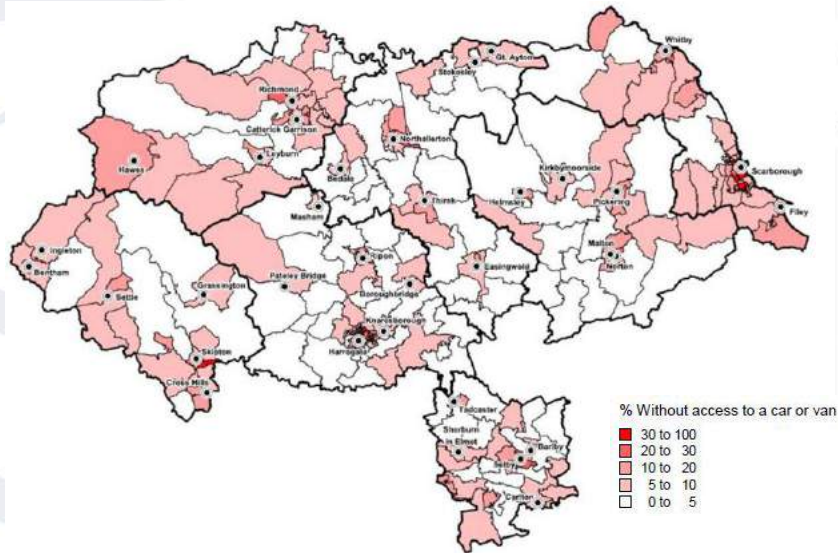 Whitby
Gt. Ayton
Stokesley
Richmond
Catterick Garrison
Northallerton
Leyburn
Hawes
Bedale
Kirkbymoorside
Scarborough
Masham
Thirsk
Helmsley
Pickering
Filey
Ingleton
Bentham
Ripon
Malton
Norton
Settle
Grassington
Pateley Bridge
Easingwold
Boroughbridge
Knaresborough
Harrogate
Skipton
Cross Hills
Tadcaster
Sherburn
in Elmet
Barlby
Selby
Carlton
% Without access to a car or van
30 to 100
20 to 30
10 to 20
5 to 10
0 to 5